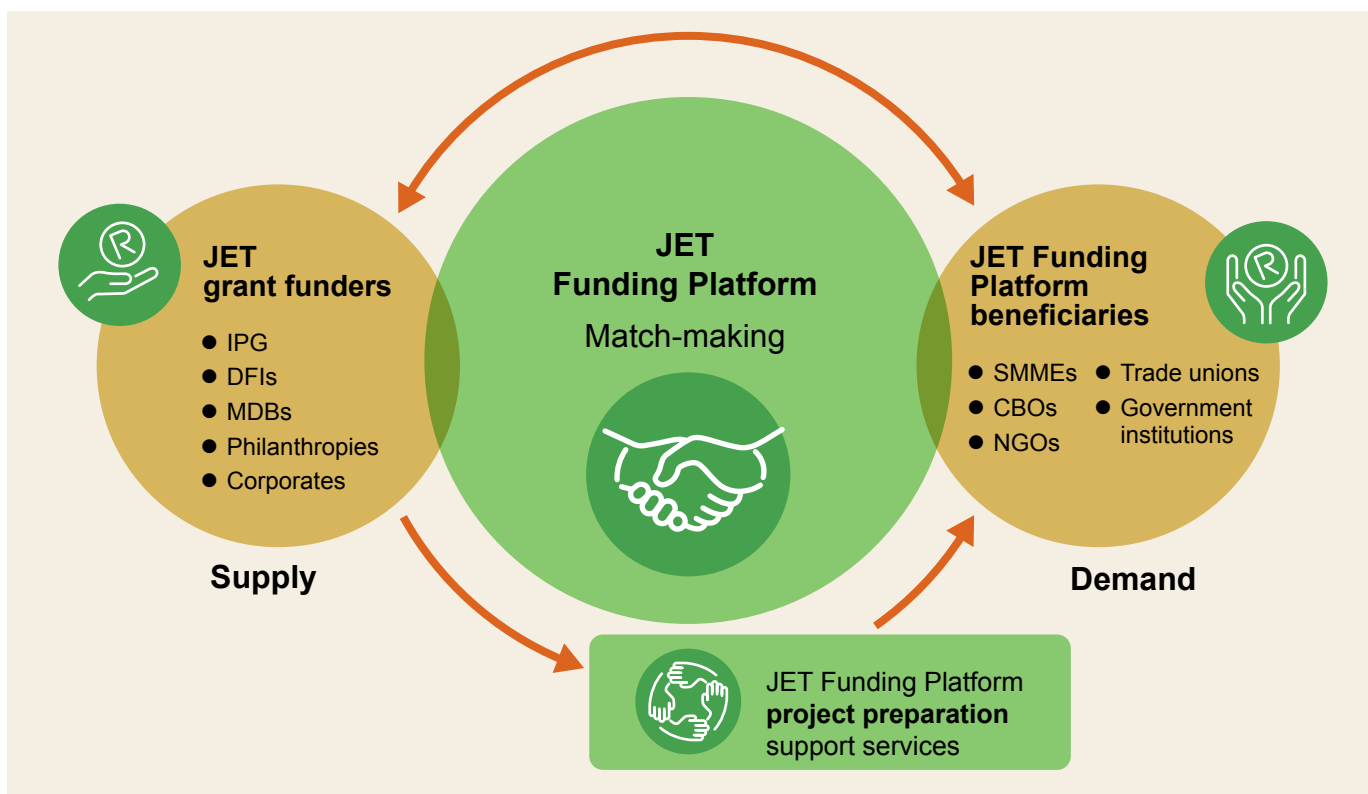 JET
grant funders
IPG
DFIs
MDBs
Philanthropies
Corporates
Supply
JET
Funding Platform
Match-making
JET Funding
Platform
beneficiaries
SMMEs
CBOs
NGOs
Trade unions
Government
institutions
Demand
JET Funding Platform
project preparation
support services
R
R